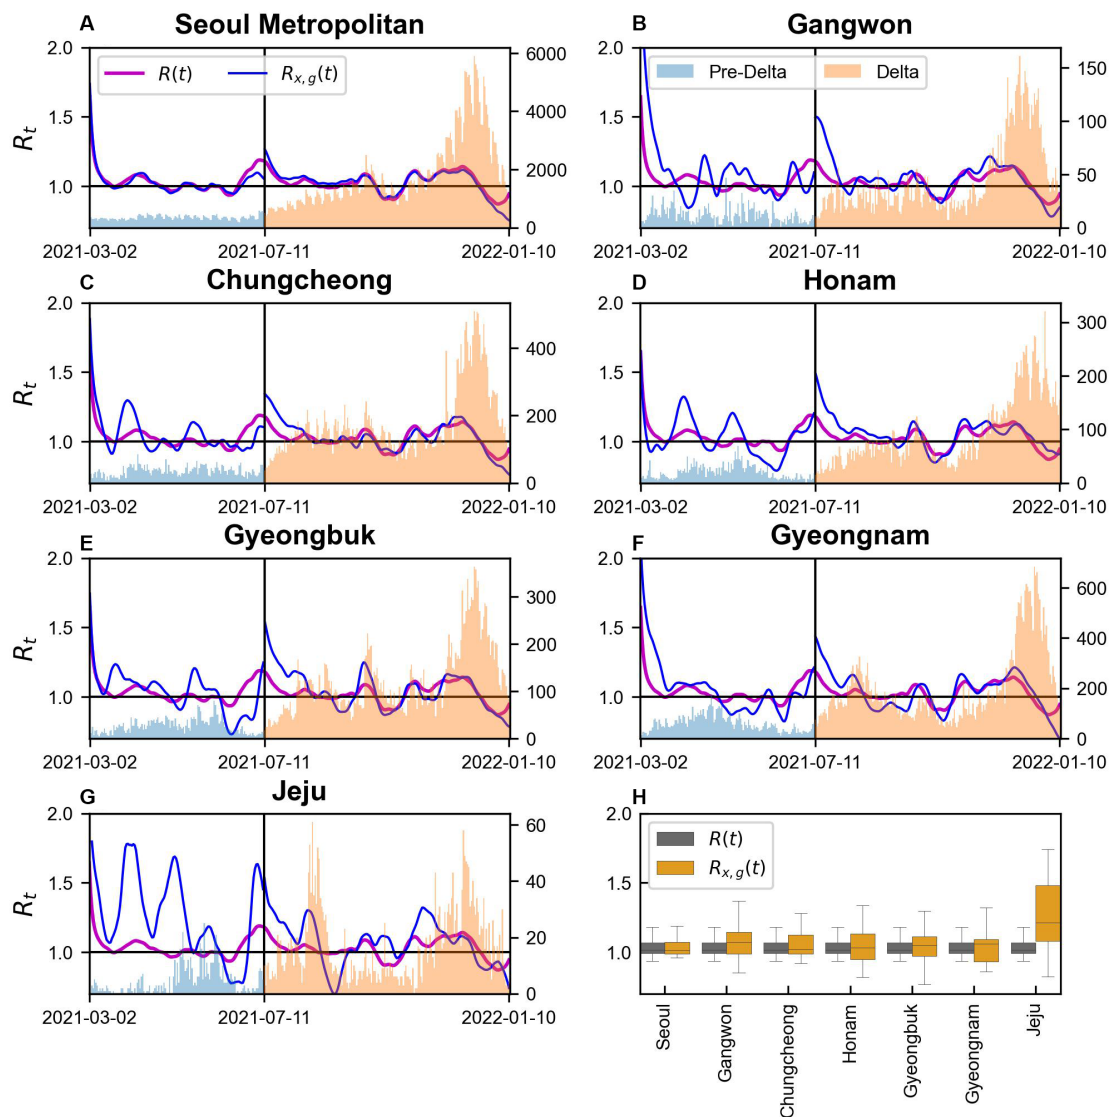 A Seoul Metropolitan
R(t) R_{x,g}(t)
2.0
1.5
1.0
R_t
6000
4000
2000
0
2021-03-02 2021-07-11 2022-01-10
B Gangwon
Pre-Delta Delta
2.0
1.5
1.0
150
100
50
0
2021-03-02 2021-07-11 2022-01-10
C Chungcheong
2.0
1.5
1.0
R_t
400
200
0
2021-03-02 2021-07-11 2022-01-10
D Honam
2.0
1.5
1.0
300
200
100
0
2021-03-02 2021-07-11 2022-01-10
E Gyeongbuk
2.0
1.5
1.0
R_t
300
200
100
0
2021-03-02 2021-07-11 2022-01-10
F Gyeongnam
2.0
1.5
1.0
600
400
200
0
2021-03-02 2021-07-11 2022-01-10
G Jeju
2.0
1.5
1.0
R_t
60
40
20
0
2021-03-02 2021-07-11 2022-01-10
H
R(t)
R_{x,g}(t)
2.0
1.5
1.0
Seoul
Gangwon
Chungcheong
Honam
Gyeongbuk
Gyeongnam
Jeju